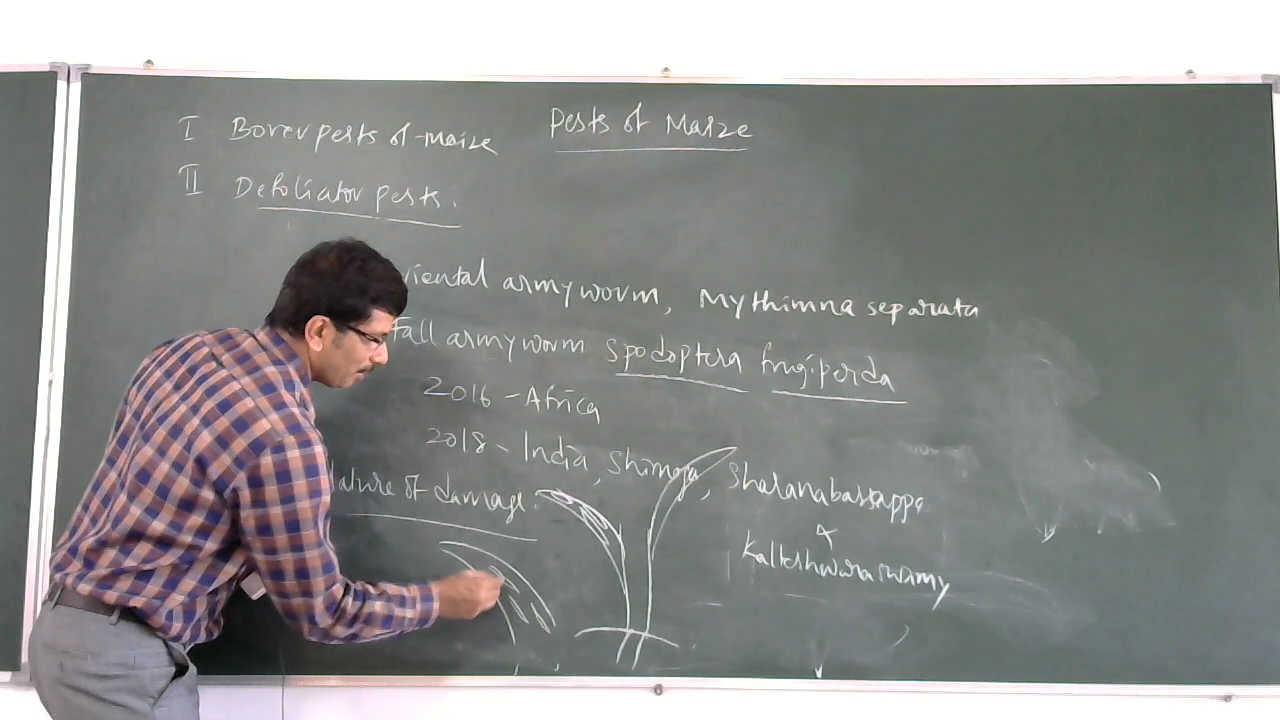 Pests of Maize
I Borer pests of maize
II Defoliator pests.
riental armyworm, Mythimna separata
Fall armyworm Spodoptera frugiperda
2016 - Africa
2018 - India, Shimoga, Sharanabasappa
&
Kalleshwaraswamy
Nature of damage.